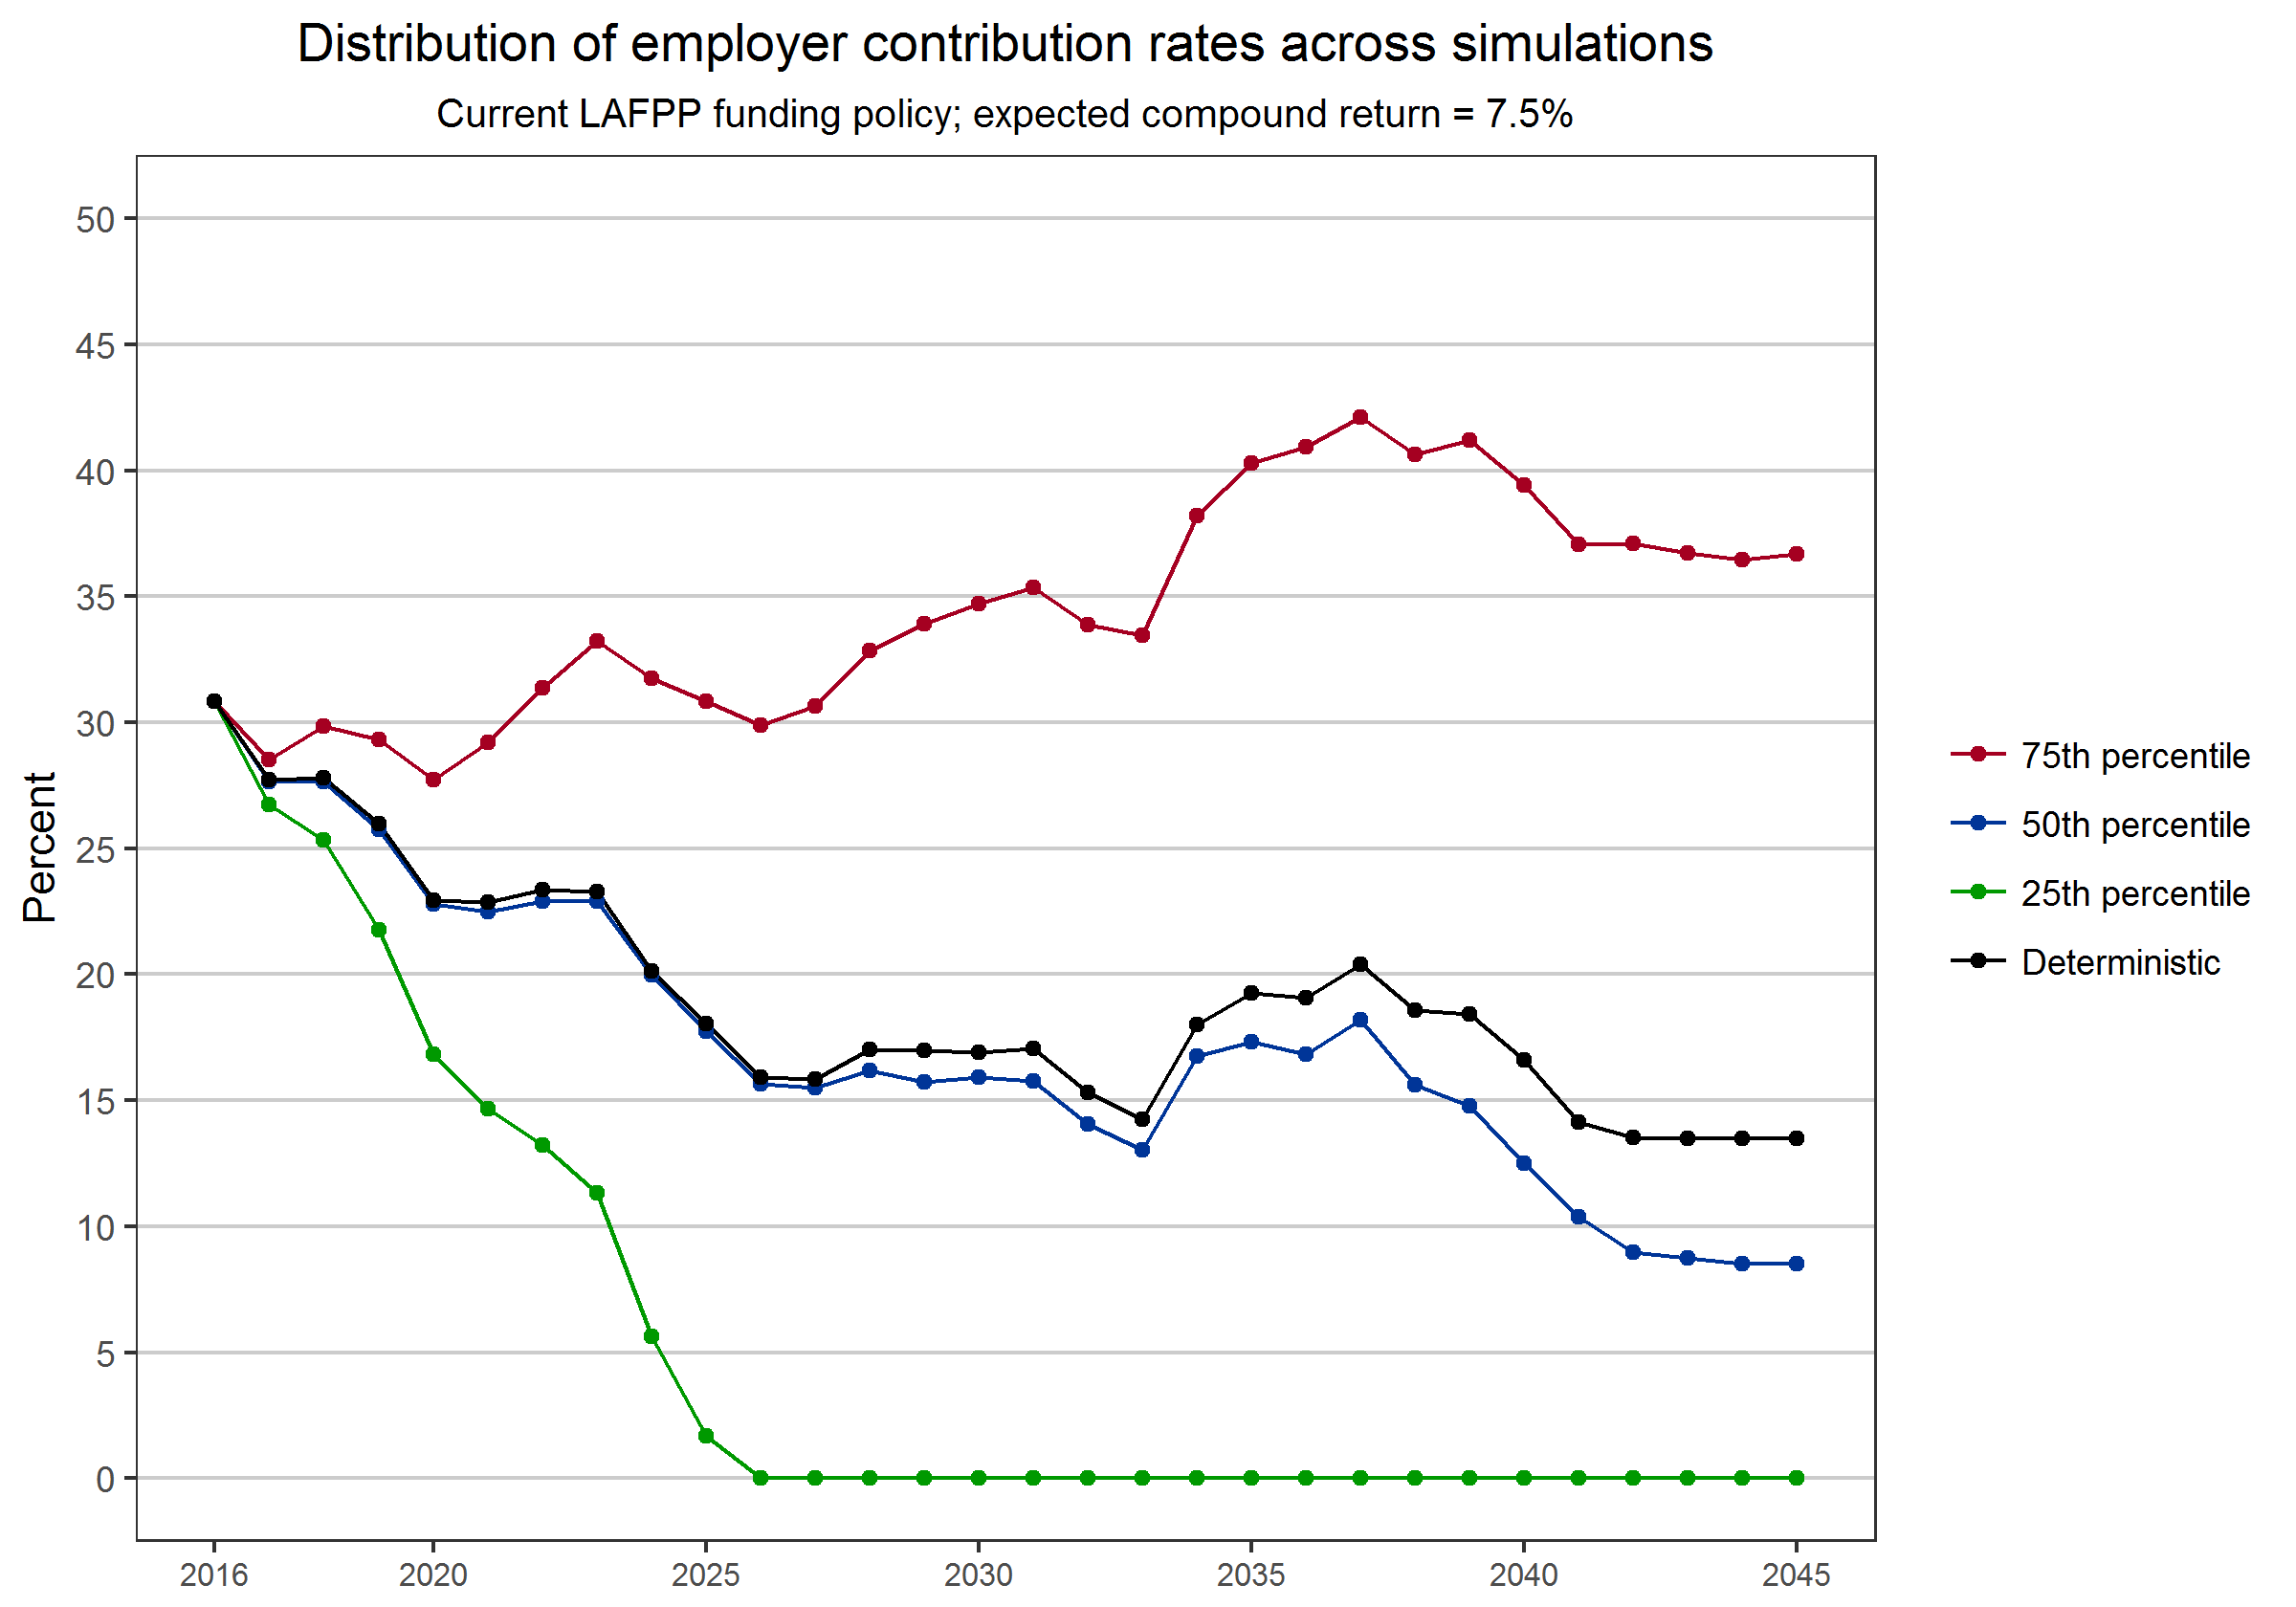 Distribution of employer contribution rates across simulations
Current LAFPP funding policy; expected compound return = 7.5%
Percent
50
45
40
35
30
25
20
15
10
5
0
2016 2020 2025 2030 2035 2040 2045
75th percentile
50th percentile
25th percentile
Deterministic